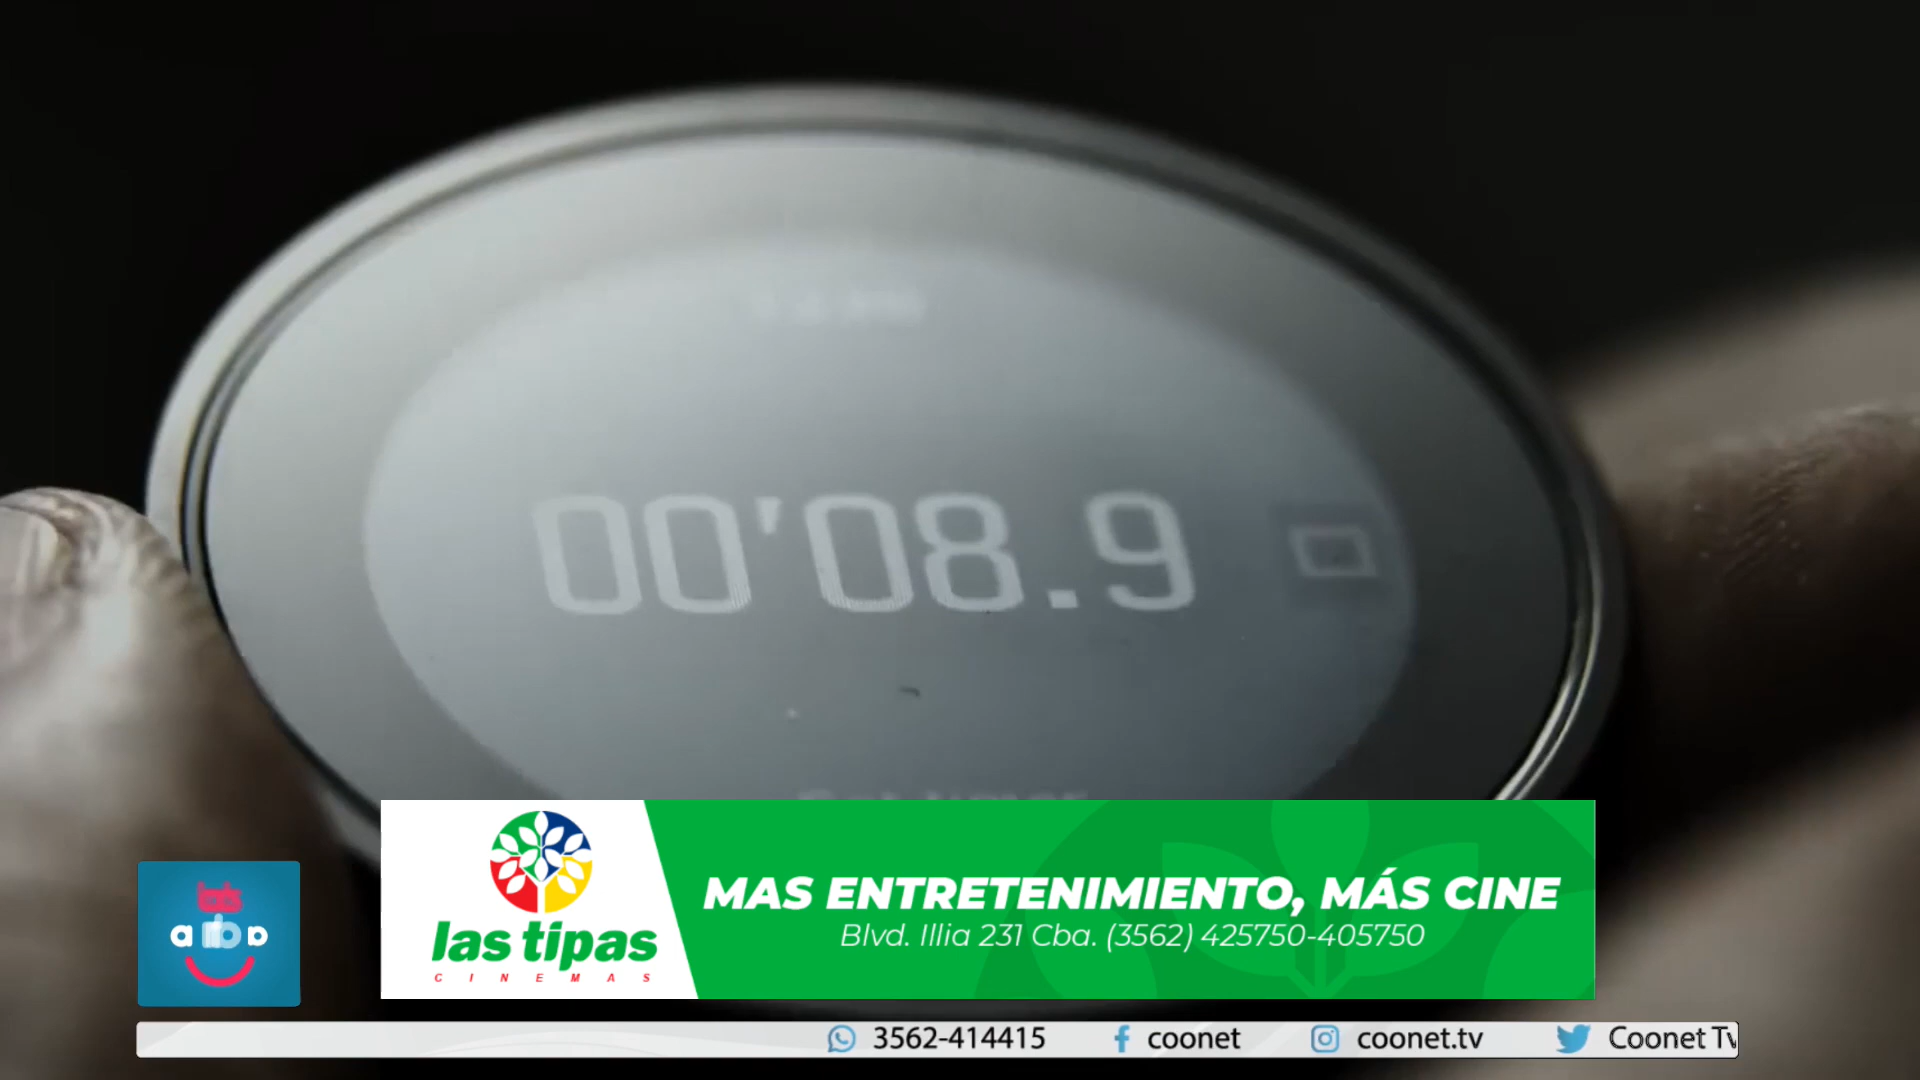 00'08.9
MAS ENTRETENIMIENTO, MÁS CINE
Blvd. Illia 231 Cba. (3562) 425750-405750
las tipas
CINEMAS
3562-414415 coonet coonet.tv Coonet Tv